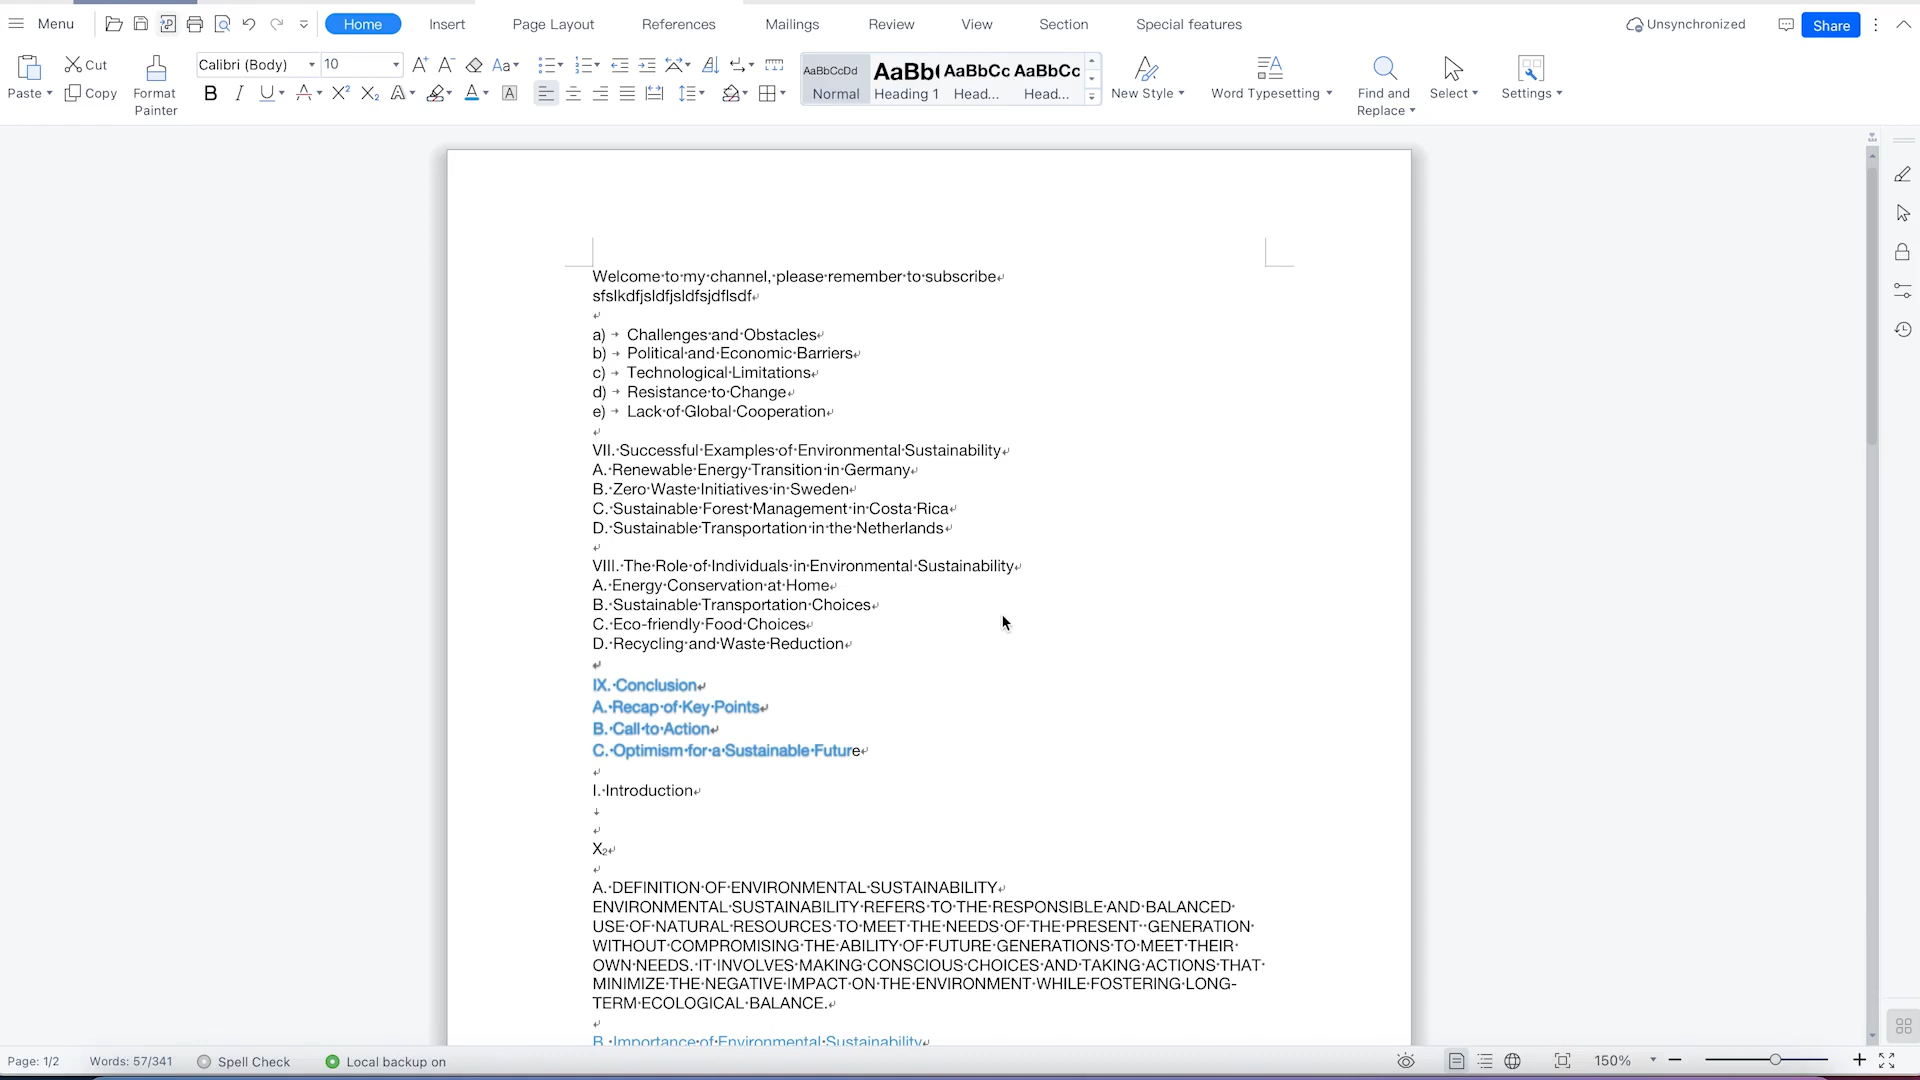 Menu Home Insert Page Layout References Mailings Review View Section Special features Unsynchronized Share
Paste Cut Copy Format Painter
Calibri (Body) 10
AaBbCcDd AaBb( AaBbCc AaBbCc
Normal Heading 1 Head... Head...
New Style Word Typesetting Find and Replace Select Settings
Welcome to my channel, please remember to subscribe
sfslkdfjsldfjsldfsjdflsdf
a) Challenges and Obstacles
b) Political and Economic Barriers
c) Technological Limitations
d) Resistance to Change
e) Lack of Global Cooperation
VII. Successful Examples of Environmental Sustainability
A. Renewable Energy Transition in Germany
B. Zero Waste Initiatives in Sweden
C. Sustainable Forest Management in Costa Rica
D. Sustainable Transportation in the Netherlands
VIII. The Role of Individuals in Environmental Sustainability
A. Energy Conservation at Home
B. Sustainable Transportation Choices
C. Eco-friendly Food Choices
D. Recycling and Waste Reduction
IX. Conclusion
A. Recap of Key Points
B. Call to Action
C. Optimism for a Sustainable Future
I. Introduction
X₂
A. DEFINITION OF ENVIRONMENTAL SUSTAINABILITY
ENVIRONMENTAL SUSTAINABILITY REFERS TO THE RESPONSIBLE AND BALANCED
USE OF NATURAL RESOURCES TO MEET THE NEEDS OF THE PRESENT  GENERATION
WITHOUT COMPROMISING THE ABILITY OF FUTURE GENERATIONS TO MEET THEIR
OWN NEEDS. IT INVOLVES MAKING CONSCIOUS CHOICES AND TAKING ACTIONS THAT
MINIMIZE THE NEGATIVE IMPACT ON THE ENVIRONMENT WHILE FOSTERING LONG-
TERM ECOLOGICAL BALANCE.
B. Importance of Environmental Sustainability
Page: 1/2 Words: 57/341 Spell Check Local backup on 150%